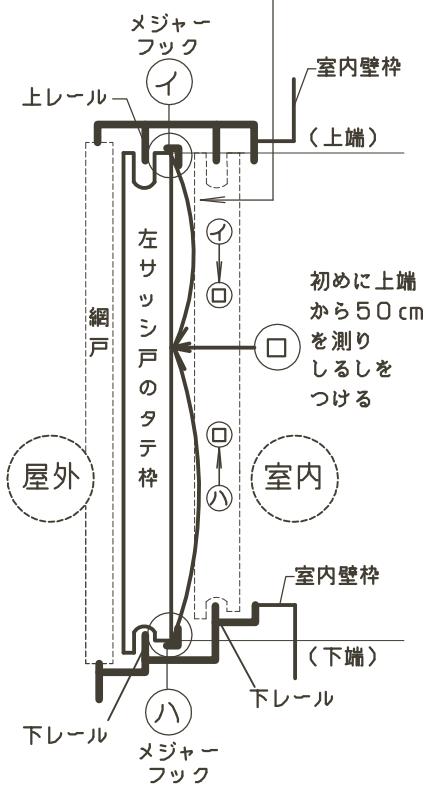 メジャー
フック
イ
室内壁枠
上レール
(上端)
左サッシ戸のタテ枠
網戸
イ
ロ
初めに上端
から50cm
を測り
しるしを
つける
ロ
ロ
ハ
屋外
室内
室内壁枠
(下端)
下レール
下レール
ハ
メジャー
フック